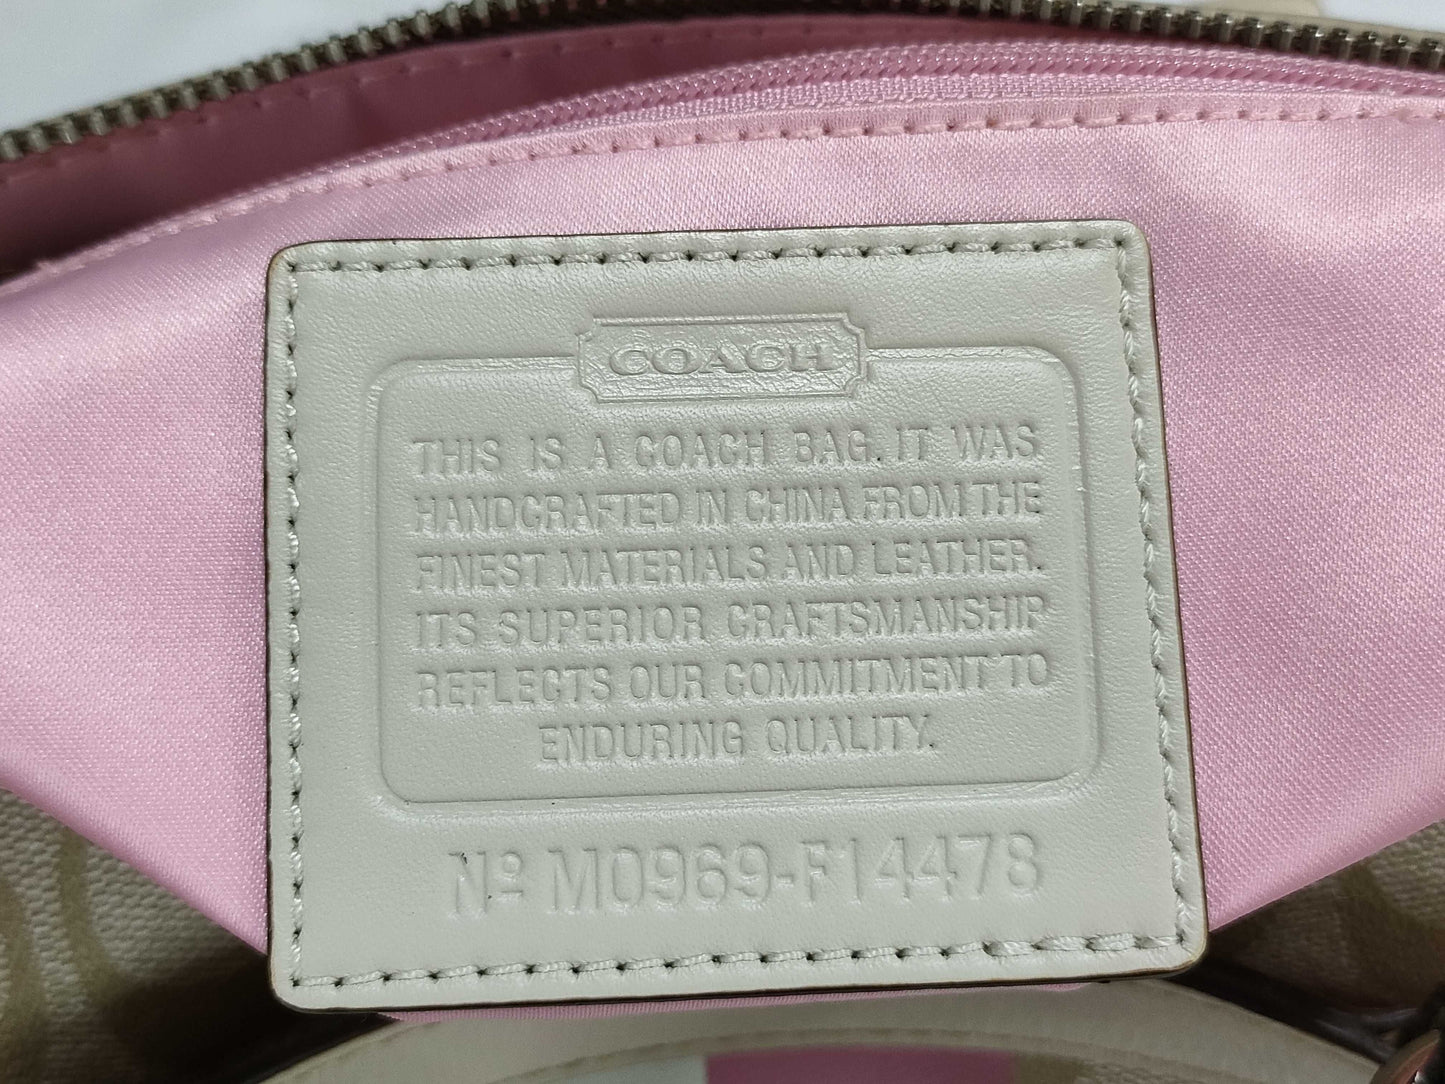 COACH
THIS IS A COACH BAG. IT WAS
HANDCRAFTED IN CHINA FROM THE
FINEST MATERIALS AND LEATHER.
ITS SUPERIOR CRAFTSMANSHIP
REFLECTS OUR COMMITMENT TO
ENDURING QUALITY.
Nº M0969-F14478